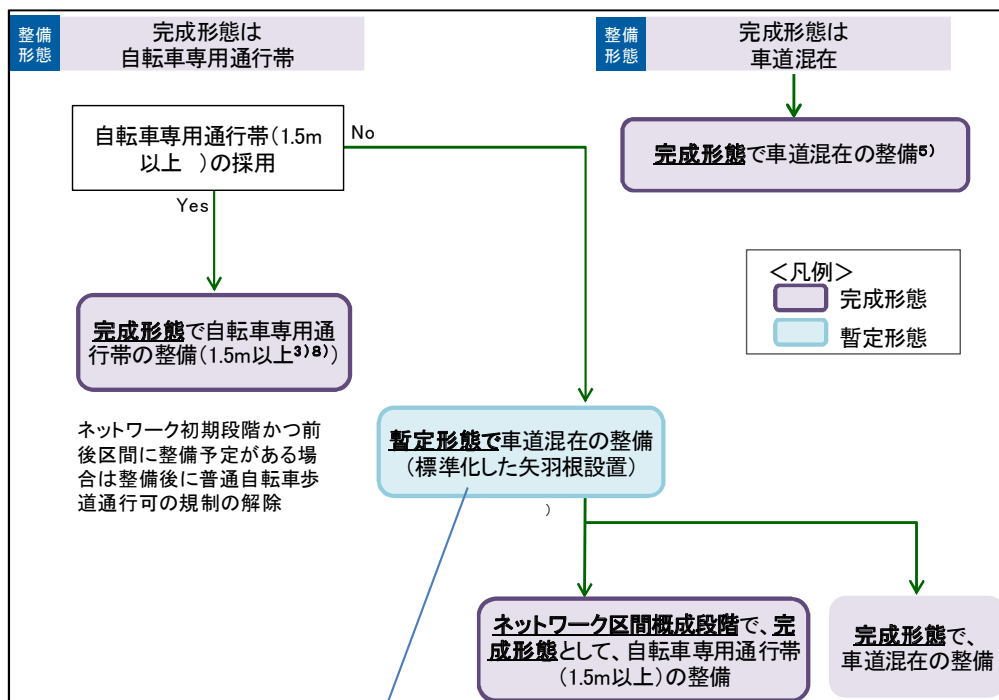 整備
形態
完成形態は
自転車専用通行帯
整備
形態
完成形態は
車道混在
自転車専用通行帯(1.5m
以上　)の採用
No
Yes
完成形態で車道混在の整備5)
＜凡例＞
完成形態
暫定形態
完成形態で自転車専用通
行帯の整備(1.5m以上3)8))
ネットワーク初期段階かつ前
後区間に整備予定がある場
合は整備後に普通自転車歩
道通行可の規制の解除
暫定形態で車道混在の整備
(標準化した矢羽根設置)
)
ネットワーク区間概成段階で、完
成形態として、自転車専用通行帯
(1.5m以上)の整備
完成形態で、
車道混在の整備